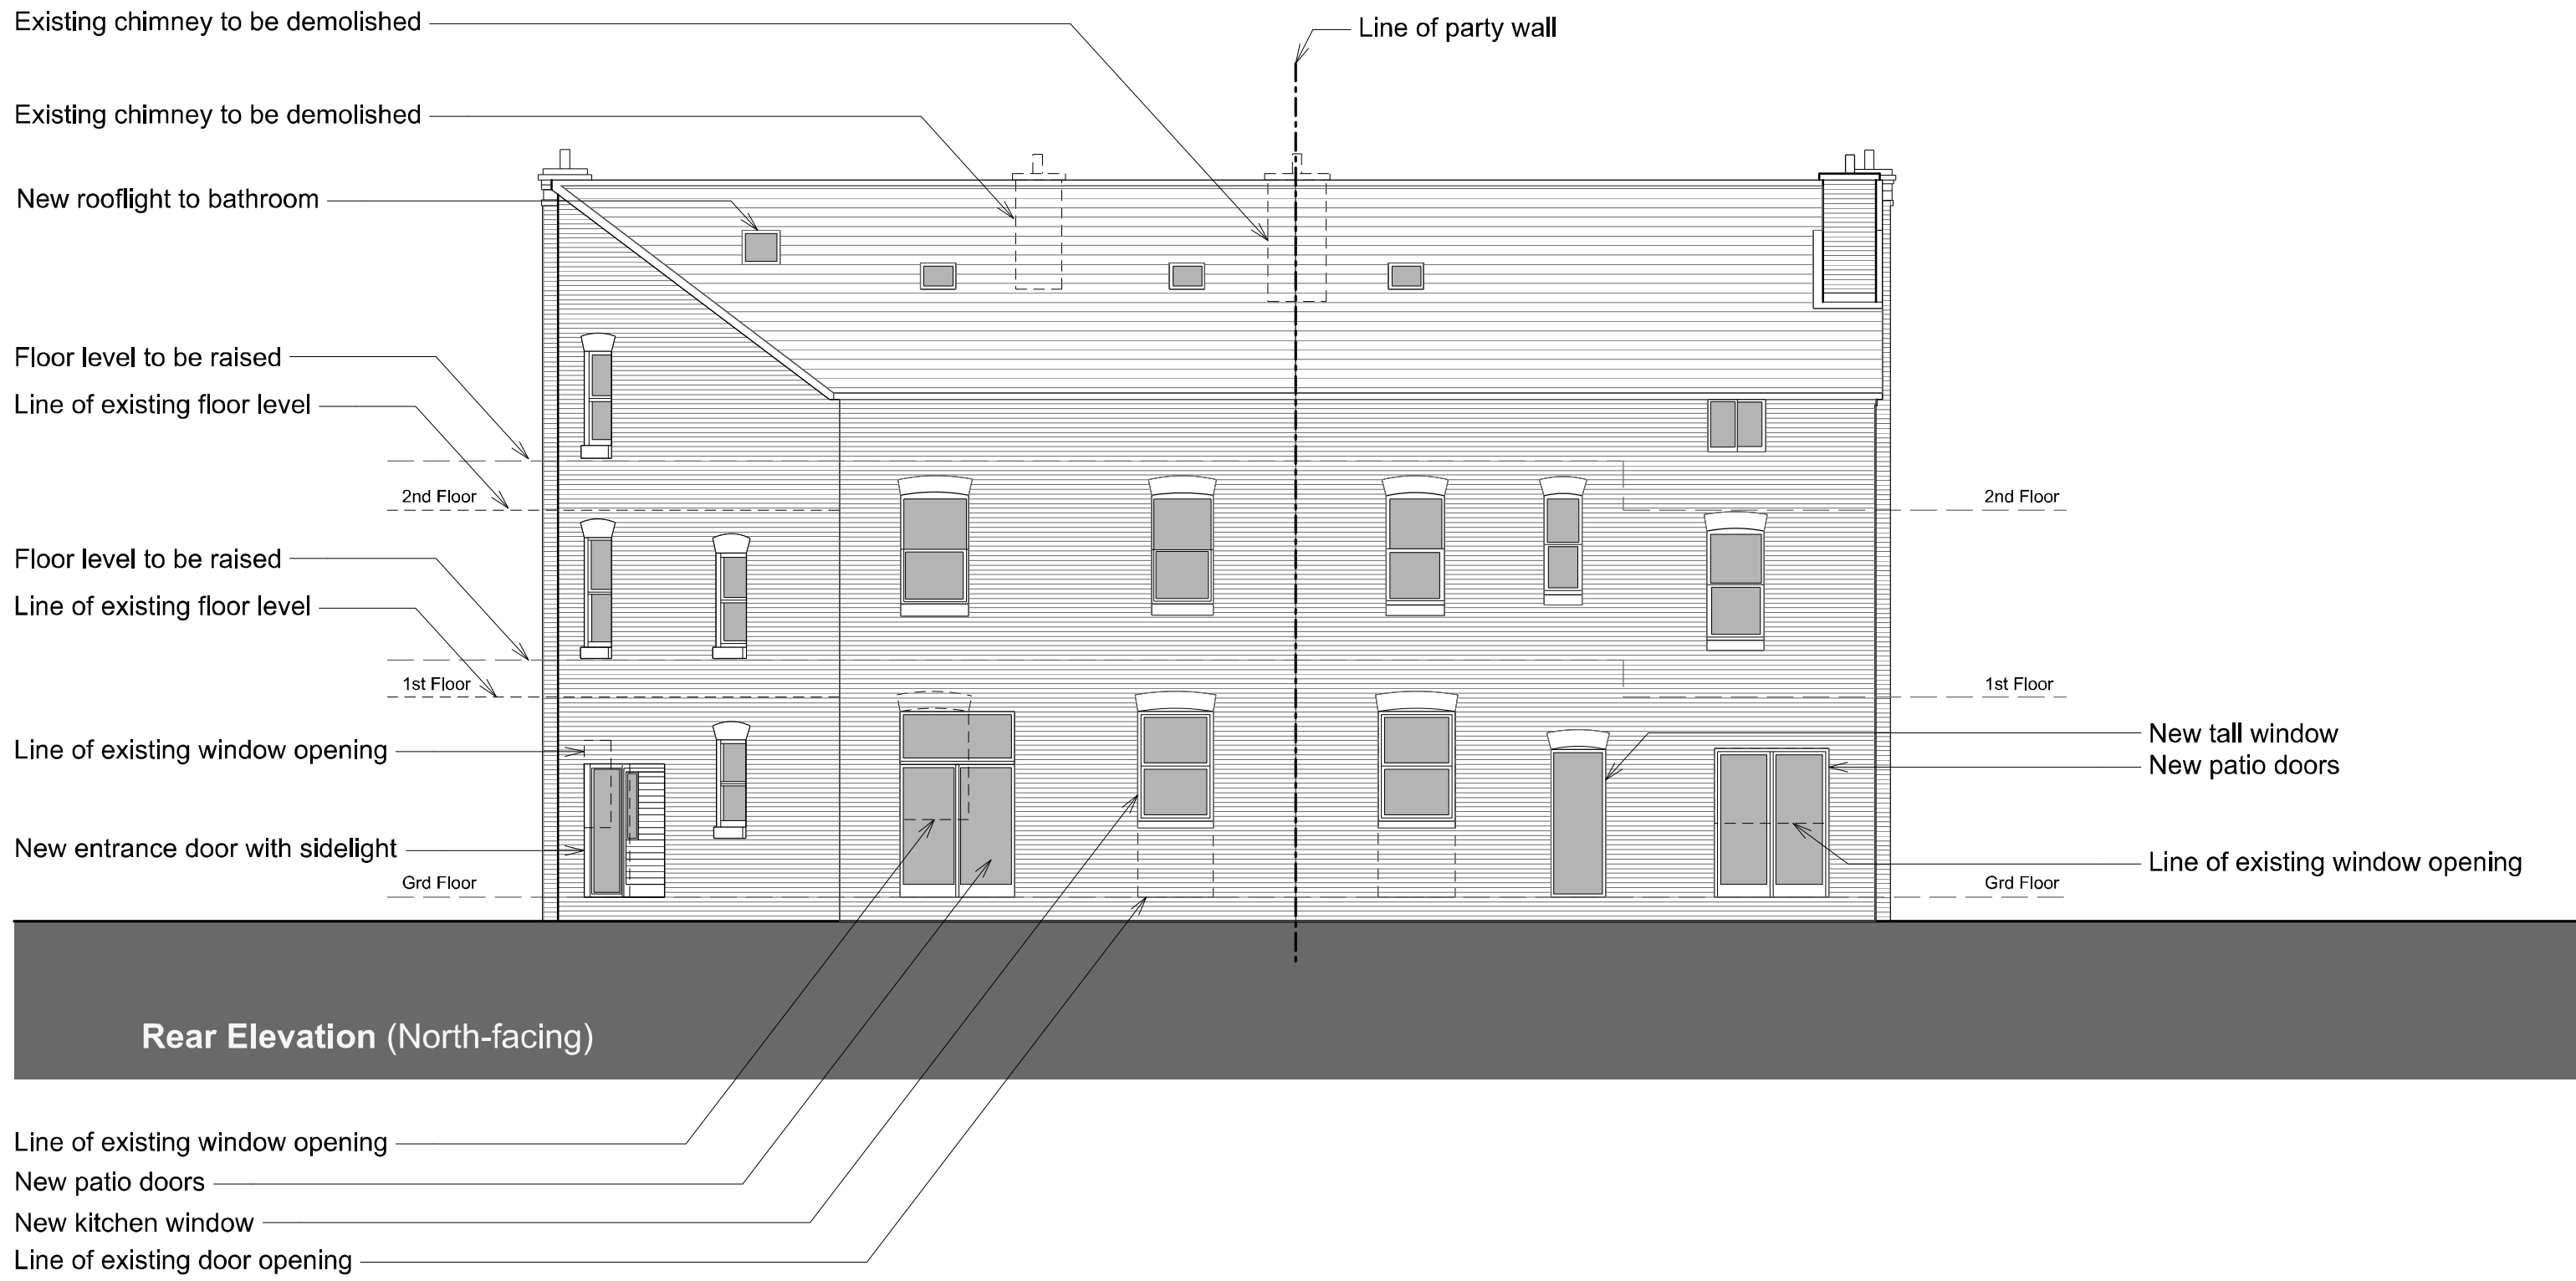 Existing chimney to be demolished
Line of party wall
Existing chimney to be demolished
New rooflight to bathroom
Floor level to be raised
Line of existing floor level
2nd Floor
2nd Floor
Floor level to be raised
Line of existing floor level
1st Floor
1st Floor
New tall window
New patio doors
Line of existing window opening
New entrance door with sidelight
Line of existing window opening
Grd Floor
Grd Floor
Rear Elevation (North-facing)
Line of existing window opening
New patio doors
New kitchen window
Line of existing door opening